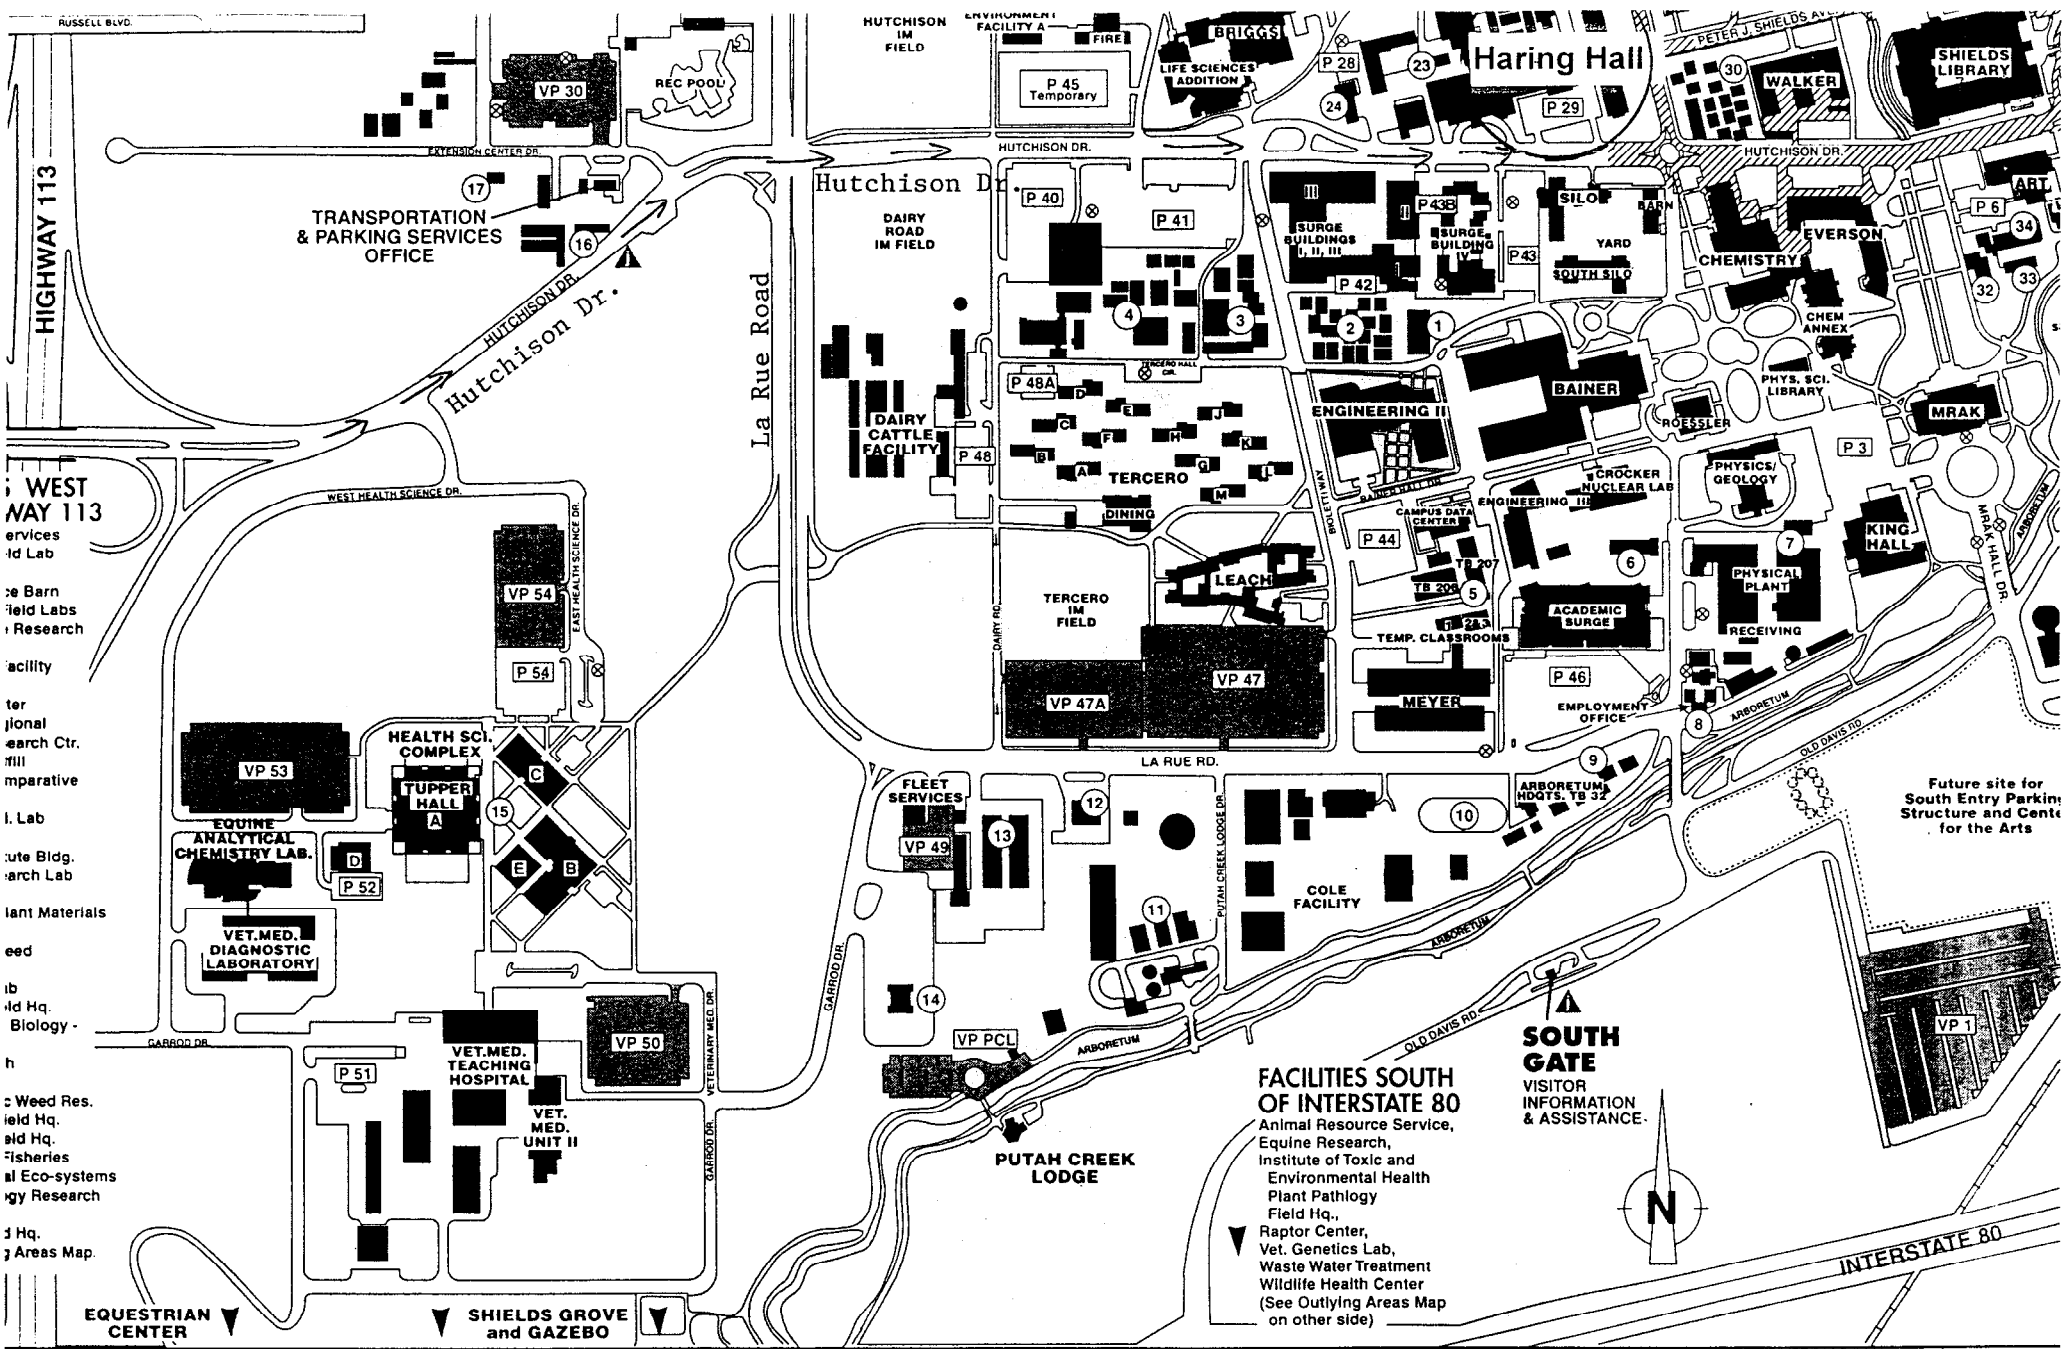 RUSSELL BLVD.
HUTCHISON
IM
FIELD
ENVIRONMENT
FACILITY A
FIRE
BRIGGS
LIFE SCIENCES
ADDITION
P 28
23
24
Haring Hall
P 29
PETER J. SHIELDS AVE.
30
WALKER
SHIELDS
LIBRARY
VP 30
REC POOL
P 45
Temporary
EXTENSION CENTER DR.
HUTCHISON DR.
HUTCHISON DR.
HIGHWAY 113
17
TRANSPORTATION
& PARKING SERVICES
OFFICE
16
HUTCHISON DR.
Hutchison Dr.
Hutchison Dr.
La Rue Road
DAIRY
ROAD
IM FIELD
P 40
P 41
III
II
SURGE
BUILDINGS
I, II, III
P 43B
SURGE
BUILDING
IV
P 43
P 42
SILO
BARN
YARD
SOUTH SILO
CHEMISTRY
EVERSON
CHEM
ANNEX
ART
P 6
34
33
32
4
3
2
1
TERCERO HALL
CIR.
P 48A
P 48
DAIRY
CATTLE
FACILITY
D
E
C
F
B
A
J
H
K
G
L
M
TERCERO
DINING
ENGINEERING II
BAINER
PHYS. SCI.
LIBRARY
ROESSLER
MRAK
P 3
BIOLETTI WAY
BAINER HALL DR.
CROCKER
NUCLEAR LAB
ENGINEERING III
PHYSICS/
GEOLOGY
KING
HALL
MRAK HALL DR.
ARBORETUM
CAMPUS DATA
CENTER
P 44
TB 207
TB 206
5
6
7
PHYSICAL
PLANT
RECEIVING
ACADEMIC
SURGE
TEMP. CLASSROOMS
1 2&3
LEACH
TERCERO
IM
FIELD
DAIRY RD.
VP 47A
VP 47
MEYER
P 46
EMPLOYMENT
OFFICE
8
ARBORETUM
OLD DAVIS RD.
WEST
WAY 113
ervices
ld Lab
ce Barn
ield Labs
Research
acility
ter
gional
earch Ctr.
fill
mparative
l. Lab
tute Bldg.
arch Lab
lant Materials
eed
ab
ld Hq.
Biology -
h
c Weed Res.
ield Hq.
eld Hq.
Fisheries
al Eco-systems
gy Research
d Hq.
g Areas Map.
WEST HEALTH SCIENCE DR.
EAST HEALTH SCIENCE DR.
VP 54
P 54
VP 53
HEALTH SCI.
COMPLEX
TUPPER
HALL
A
C
15
E
B
EQUINE
ANALYTICAL
CHEMISTRY LAB.
D
P 52
VET.MED.
DIAGNOSTIC
LABORATORY
GARROD DR.
LA RUE RD.
FLEET
SERVICES
VP 49
13
12
PUTAH CREEK LODGE DR.
10
9
ARBORETUM
HDQTS. TB 32
COLE
FACILITY
11
14
ARBORETUM
Future site for
South Entry Parking
Structure and Cente
for the Arts
VP 1
GARROD DR.
P 51
VET.MED.
TEACHING
HOSPITAL
VP 50
VETERINARY MED. DR.
VET.
MED.
UNIT II
GARROD DR.
VP PCL
ARBORETUM
PUTAH CREEK
LODGE
OLD DAVIS RD.
SOUTH
GATE
VISITOR
INFORMATION
& ASSISTANCE
FACILITIES SOUTH
OF INTERSTATE 80
Animal Resource Service,
Equine Research,
Institute of Toxic and
Environmental Health
Plant Pathlogy
Field Hq.,
Raptor Center,
Vet. Genetics Lab,
Waste Water Treatment
Wildlife Health Center
(See Outlying Areas Map
on other side)
N
INTERSTATE 80
EQUESTRIAN
CENTER
SHIELDS GROVE
and GAZEBO